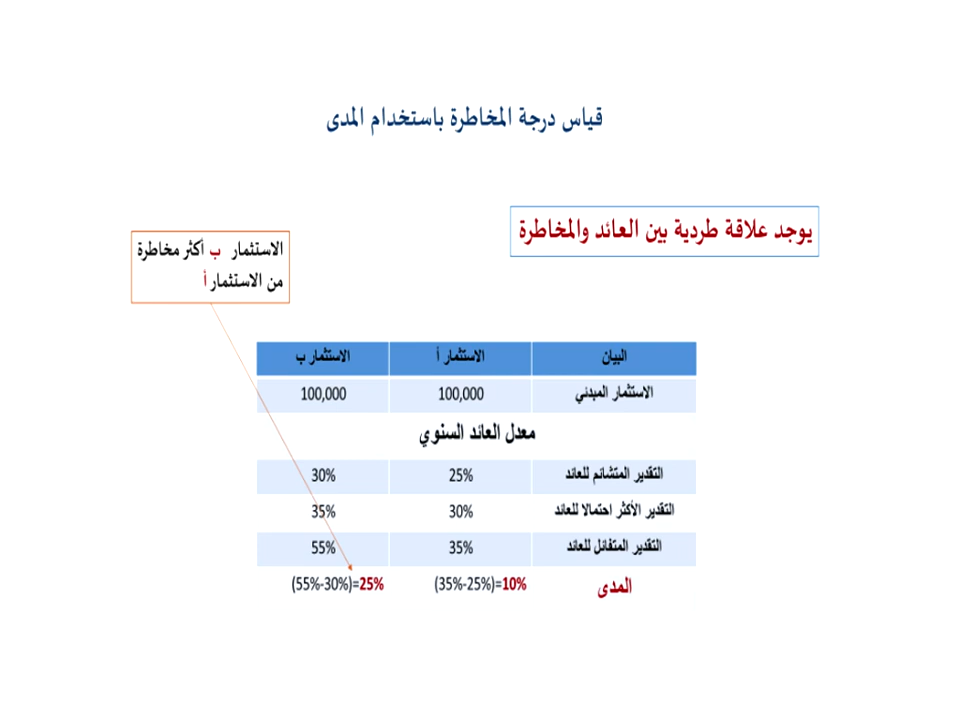 قياس درجة المخاطرة باستخدام المدى
يوجد علاقة طردية بين العائد والمخاطرة
الاستثمار ب أكثر مخاطرة
من الاستثمار أ
البيان الاستثمار أ الاستثمار ب
الاستثمار المبدئي 100,000 100,000
معدل العائد السنوي
التقدير المتشائم للعائد 25% 30%
التقدير الأكثر احتمالا للعائد 30% 35%
التقدير المتفائل للعائد 35% 55%
المدى (35%-25%)=10% (55%-30%)=25%